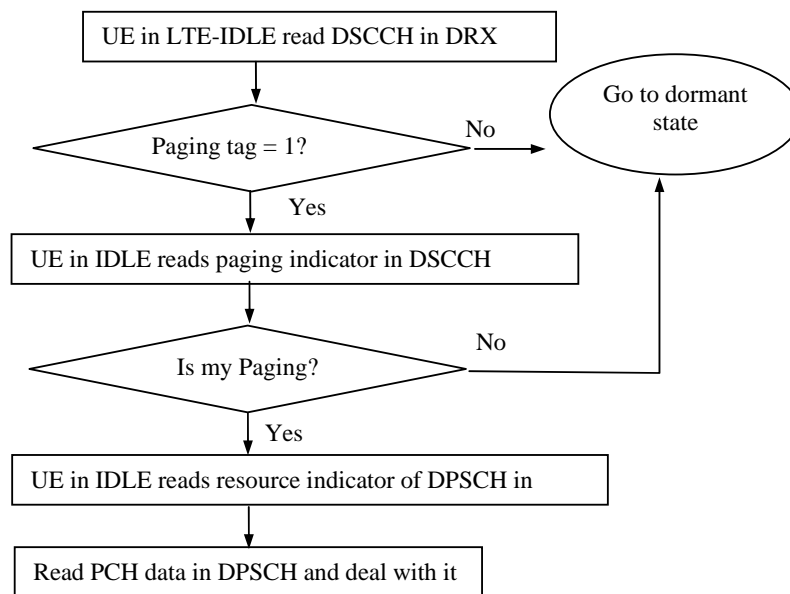 UE in LTE-IDLE read DSCCH in DRX
Go to dormant
state
Paging tag = 1?
No
Yes
UE in IDLE reads paging indicator in DSCCH
Is my Paging?
No
Yes
UE in IDLE reads resource indicator of DPSCH in
Read PCH data in DPSCH and deal with it